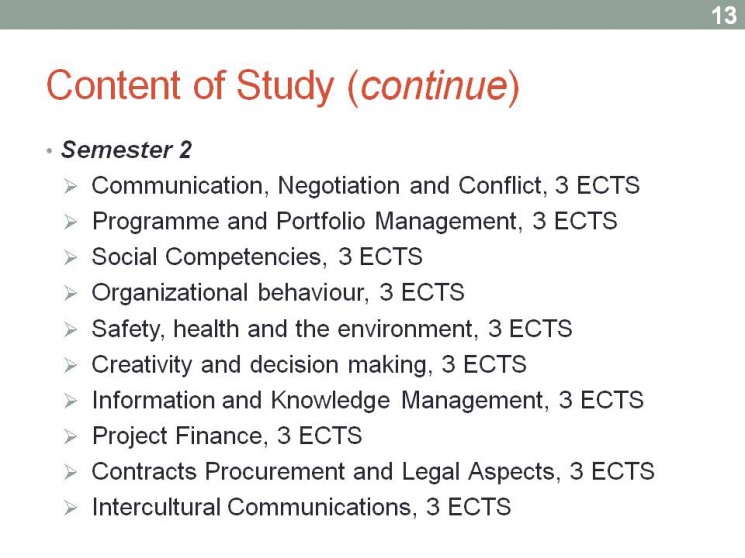 13
Content of Study (continue)
• Semester 2
➢ Communication, Negotiation and Conflict, 3 ECTS
➢ Programme and Portfolio Management, 3 ECTS
➢ Social Competencies, 3 ECTS
➢ Organizational behaviour, 3 ECTS
➢ Safety, health and the environment, 3 ECTS
➢ Creativity and decision making, 3 ECTS
➢ Information and Knowledge Management, 3 ECTS
➢ Project Finance, 3 ECTS
➢ Contracts Procurement and Legal Aspects, 3 ECTS
➢ Intercultural Communications, 3 ECTS